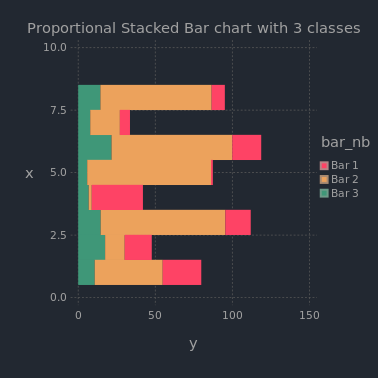 Proportional Stacked Bar chart with 3 classes
10.0
7.5
5.0
2.5
0.0
x
0
50
100
150
y
bar_nb
Bar 1
Bar 2
Bar 3